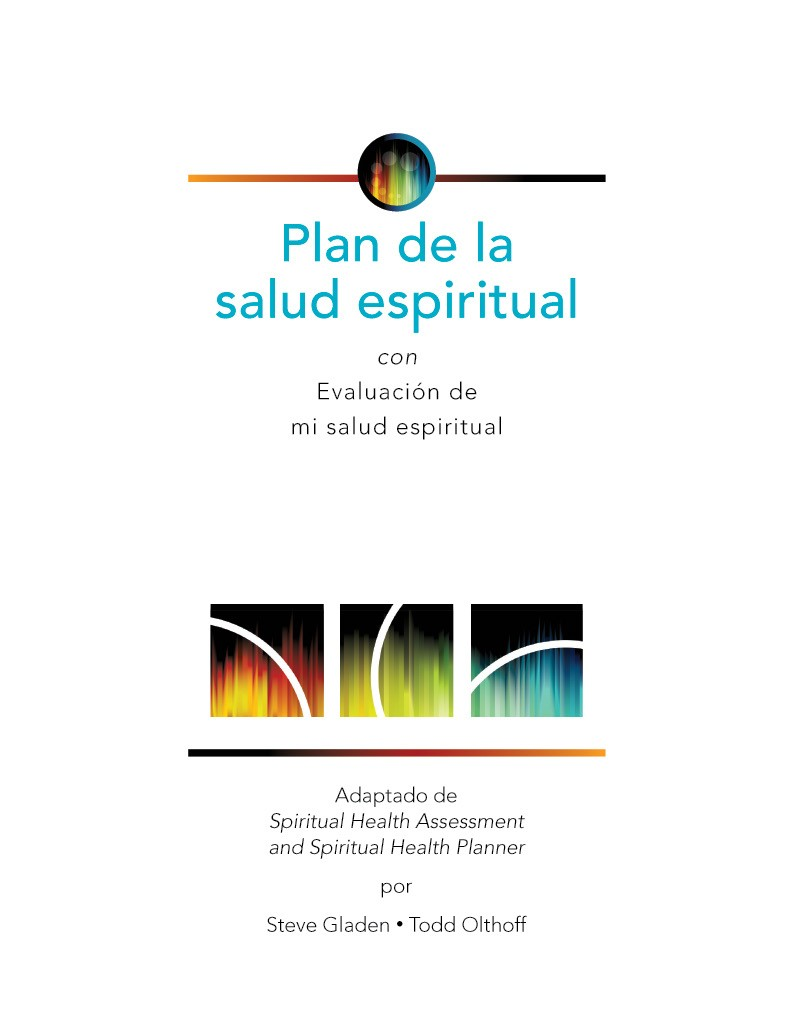 Plan de la
salud espiritual
con
Evaluación de
mi salud espiritual
Adaptado de
Spiritual Health Assessment
and Spiritual Health Planner
por
Steve Gladen • Todd Olthoff